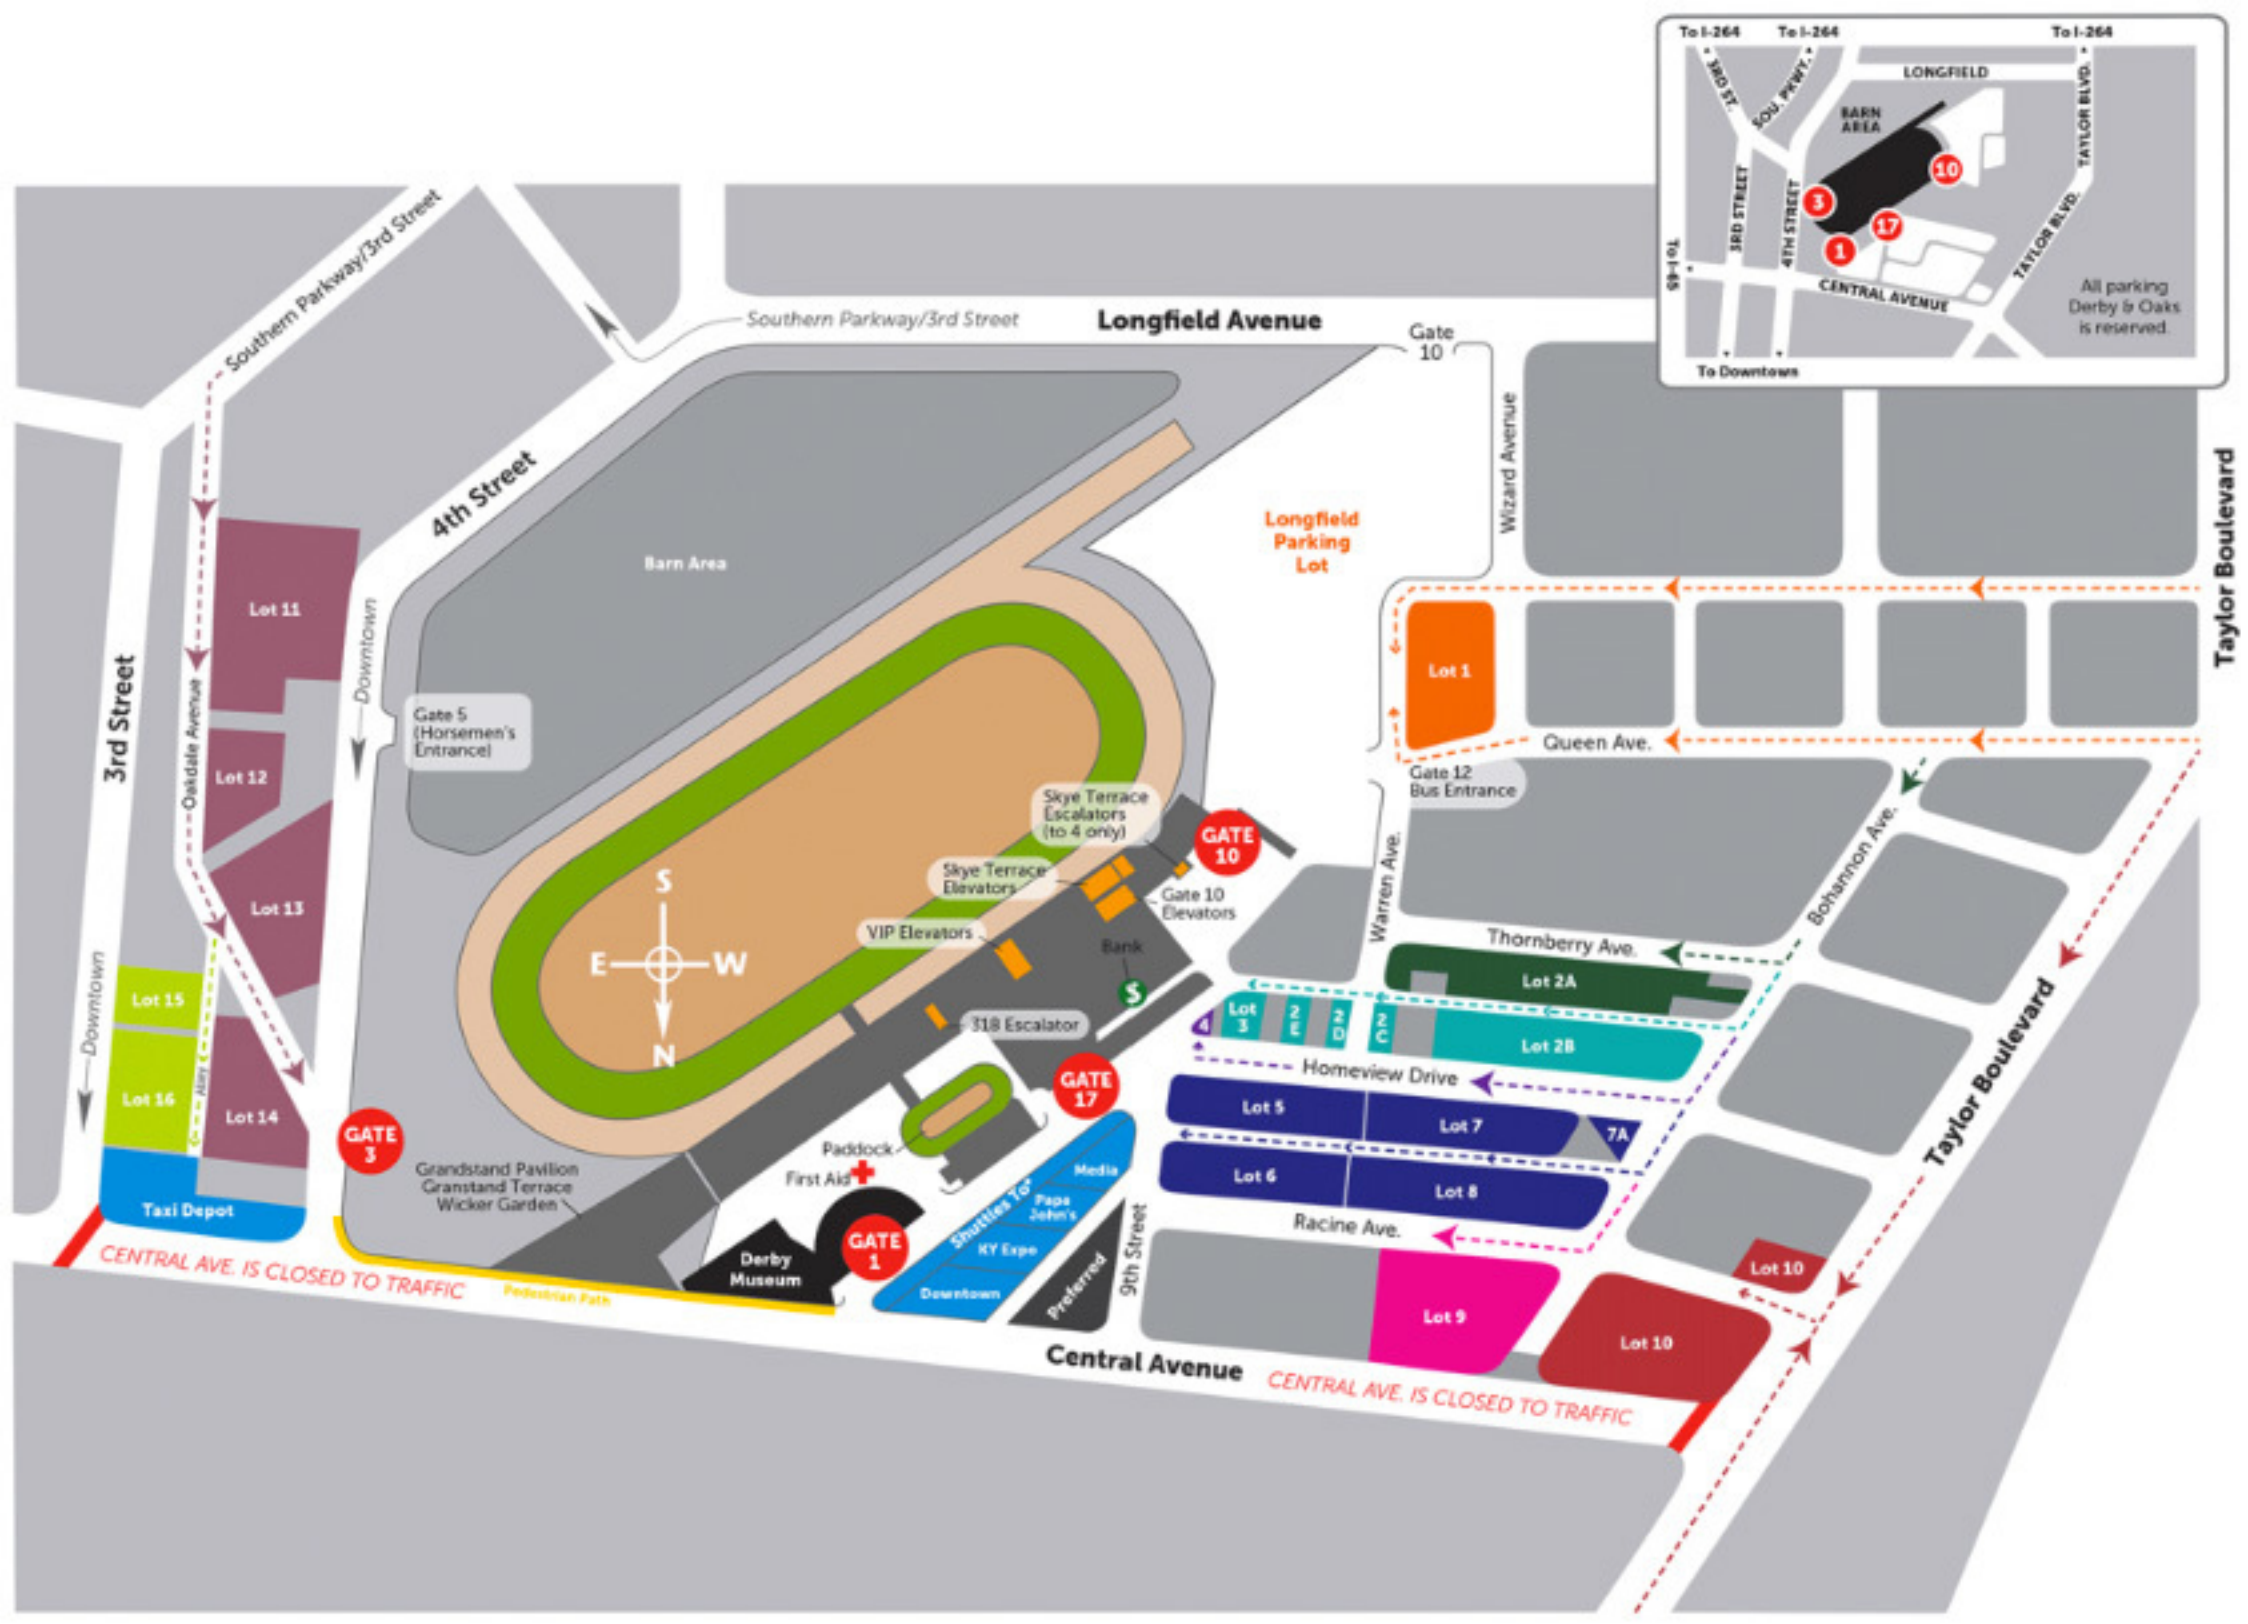 To I-264
To I-264
To I-264
3RD ST.
SOU. PKWY.
LONGFIELD
TAYLOR BLVD.
BARN
AREA
10
3
17
1
3RD STREET
4TH STREET
TAYLOR BLVD.
To I-65
CENTRAL AVENUE
All parking
Derby & Oaks
is reserved.
To Downtown
Southern Parkway/3rd Street
Southern Parkway/3rd Street
Longfield Avenue
Gate
10
Wizard Avenue
4th Street
Longfield
Parking
Lot
Taylor Boulevard
Barn Area
Lot 11
Downtown
3rd Street
Oakdale Avenue
Lot 1
Gate 5
(Horsemen's
Entrance)
Queen Ave.
Lot 12
Gate 12
Bus Entrance
Skye Terrace
Escalators
(to 4 only)
GATE
10
Warren Ave.
Bohannon Ave.
Skye Terrace
Elevators
Gate 10
Elevators
S
E
W
N
Lot 13
VIP Elevators
Bank
$
Thornberry Ave.
Lot 2A
Downtown
Lot 15
318 Escalator
4
Lot
3
2
E
2
D
2
C
Lot 2B
Taylor Boulevard
Homeview Drive
GATE
17
Lot 16
Alley
Lot 14
Lot 5
Lot 7
7A
GATE
3
Paddock
First Aid
Grandstand Pavilion
Granstand Terrace
Wicker Garden
Media
Lot 6
Lot 8
Taxi Depot
Shuttles To*
Papa
John's
KY Expo
Downtown
Racine Ave.
GATE
1
Derby
Museum
Preferred
9th Street
Lot 10
CENTRAL AVE. IS CLOSED TO TRAFFIC
Pedestrian Path
Lot 9
Lot 10
Central Avenue
CENTRAL AVE. IS CLOSED TO TRAFFIC